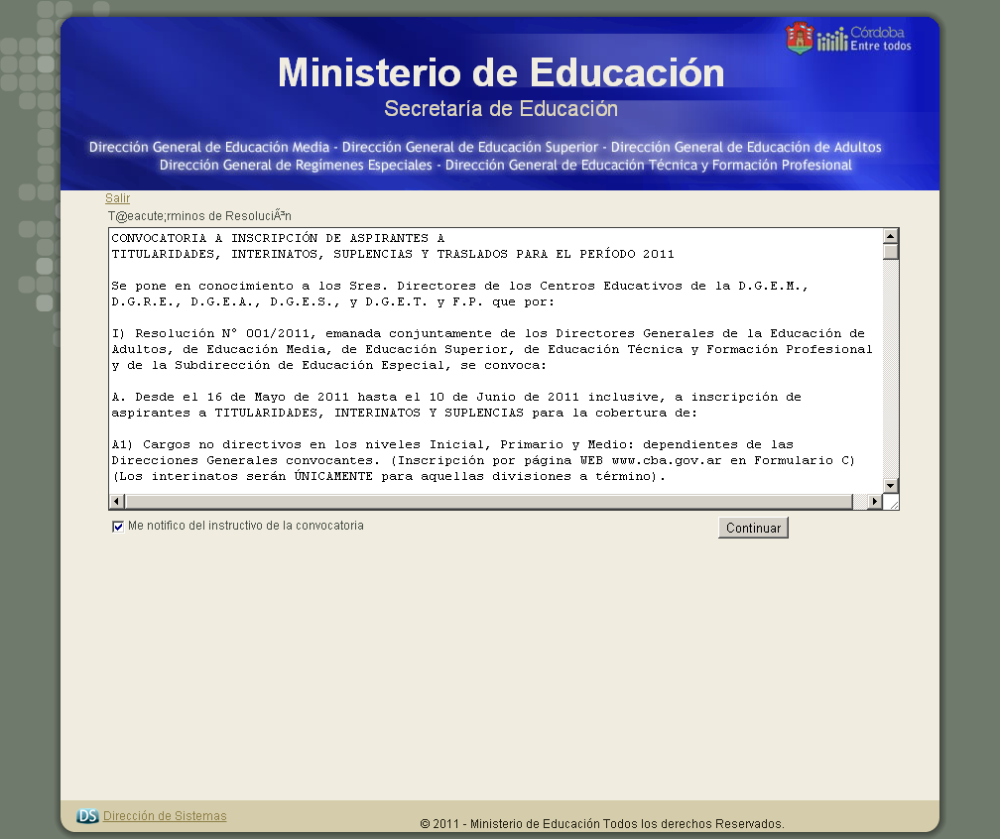 Córdoba
Entre todos
Ministerio de Educación
Secretaría de Educación
Dirección General de Educación Media - Dirección General de Educación Superior - Dirección General de Educación de Adultos
Dirección General de Regímenes Especiales - Dirección General de Educación Técnica y Formación Profesional
Salir
T@eacute;rminos de ResoluciÃ³n
CONVOCATORIA A INSCRIPCIÓN DE ASPIRANTES A
TITULARIDADES, INTERINATOS, SUPLENCIAS Y TRASLADOS PARA EL PERÍODO 2011
Se pone en conocimiento a los Sres. Directores de los Centros Educativos de la D.G.E.M.,
D.G.R.E., D.G.E.A., D.G.E.S., y D.G.E.T. y F.P. que por:
I) Resolución N° 001/2011, emanada conjuntamente de los Directores Generales de la Educación de
Adultos, de Educación Media, de Educación Superior, de Educación Técnica y Formación Profesional
y de la Subdirección de Educación Especial, se convoca:
A. Desde el 16 de Mayo de 2011 hasta el 10 de Junio de 2011 inclusive, a inscripción de
aspirantes a TITULARIDADES, INTERINATOS Y SUPLENCIAS para la cobertura de:
A1) Cargos no directivos en los niveles Inicial, Primario y Medio: dependientes de las
Direcciones Generales convocantes. (Inscripción por página WEB www.cba.gov.ar en Formulario C)
(Los interinatos serán ÚNICAMENTE para aquellas divisiones a término).
Me notifico del instructivo de la convocatoria
Continuar
DS Dirección de Sistemas
© 2011 - Ministerio de Educación Todos los derechos Reservados.